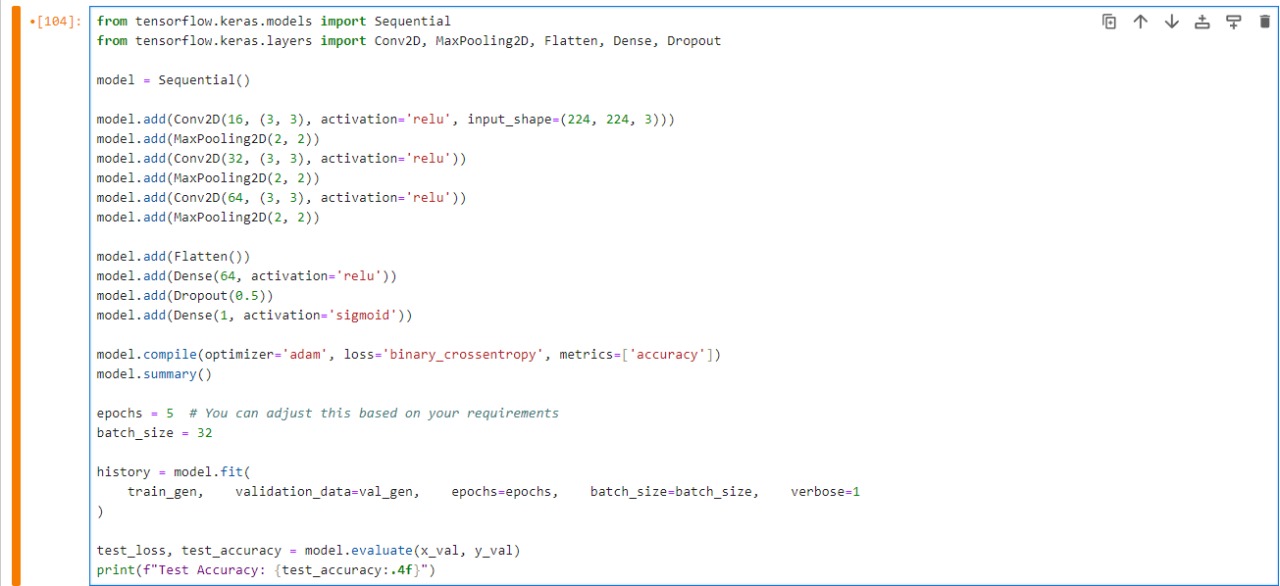 •[104]:
from tensorflow.keras.models import Sequential
from tensorflow.keras.layers import Conv2D, MaxPooling2D, Flatten, Dense, Dropout
model = Sequential()
model.add(Conv2D(16, (3, 3), activation='relu', input_shape=(224, 224, 3)))
model.add(MaxPooling2D(2, 2))
model.add(Conv2D(32, (3, 3), activation='relu'))
model.add(MaxPooling2D(2, 2))
model.add(Conv2D(64, (3, 3), activation='relu'))
model.add(MaxPooling2D(2, 2))
model.add(Flatten())
model.add(Dense(64, activation='relu'))
model.add(Dropout(0.5))
model.add(Dense(1, activation='sigmoid'))
model.compile(optimizer='adam', loss='binary_crossentropy', metrics=['accuracy'])
model.summary()
epochs = 5  # You can adjust this based on your requirements
batch_size = 32
history = model.fit(
    train_gen,    validation_data=val_gen,    epochs=epochs,    batch_size=batch_size,    verbose=1
)
test_loss, test_accuracy = model.evaluate(x_val, y_val)
print(f"Test Accuracy: {test_accuracy:.4f}")